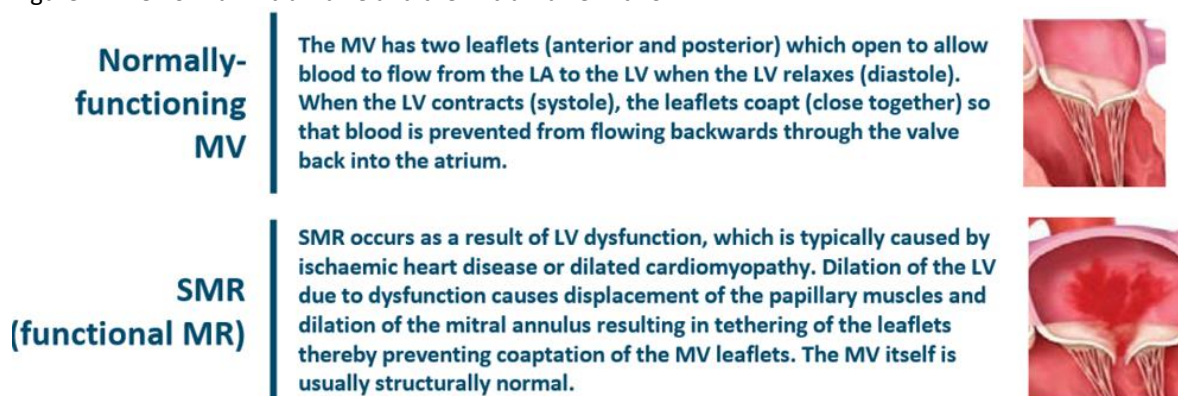 Normally-
functioning
MV
The MV has two leaflets (anterior and posterior) which open to allow
blood to flow from the LA to the LV when the LV relaxes (diastole).
When the LV contracts (systole), the leaflets coapt (close together) so
that blood is prevented from flowing backwards through the valve
back into the atrium.
SMR
(functional MR)
SMR occurs as a result of LV dysfunction, which is typically caused by
ischaemic heart disease or dilated cardiomyopathy. Dilation of the LV
due to dysfunction causes displacement of the papillary muscles and
dilation of the mitral annulus resulting in tethering of the leaflets
thereby preventing coaptation of the MV leaflets. The MV itself is
usually structurally normal.